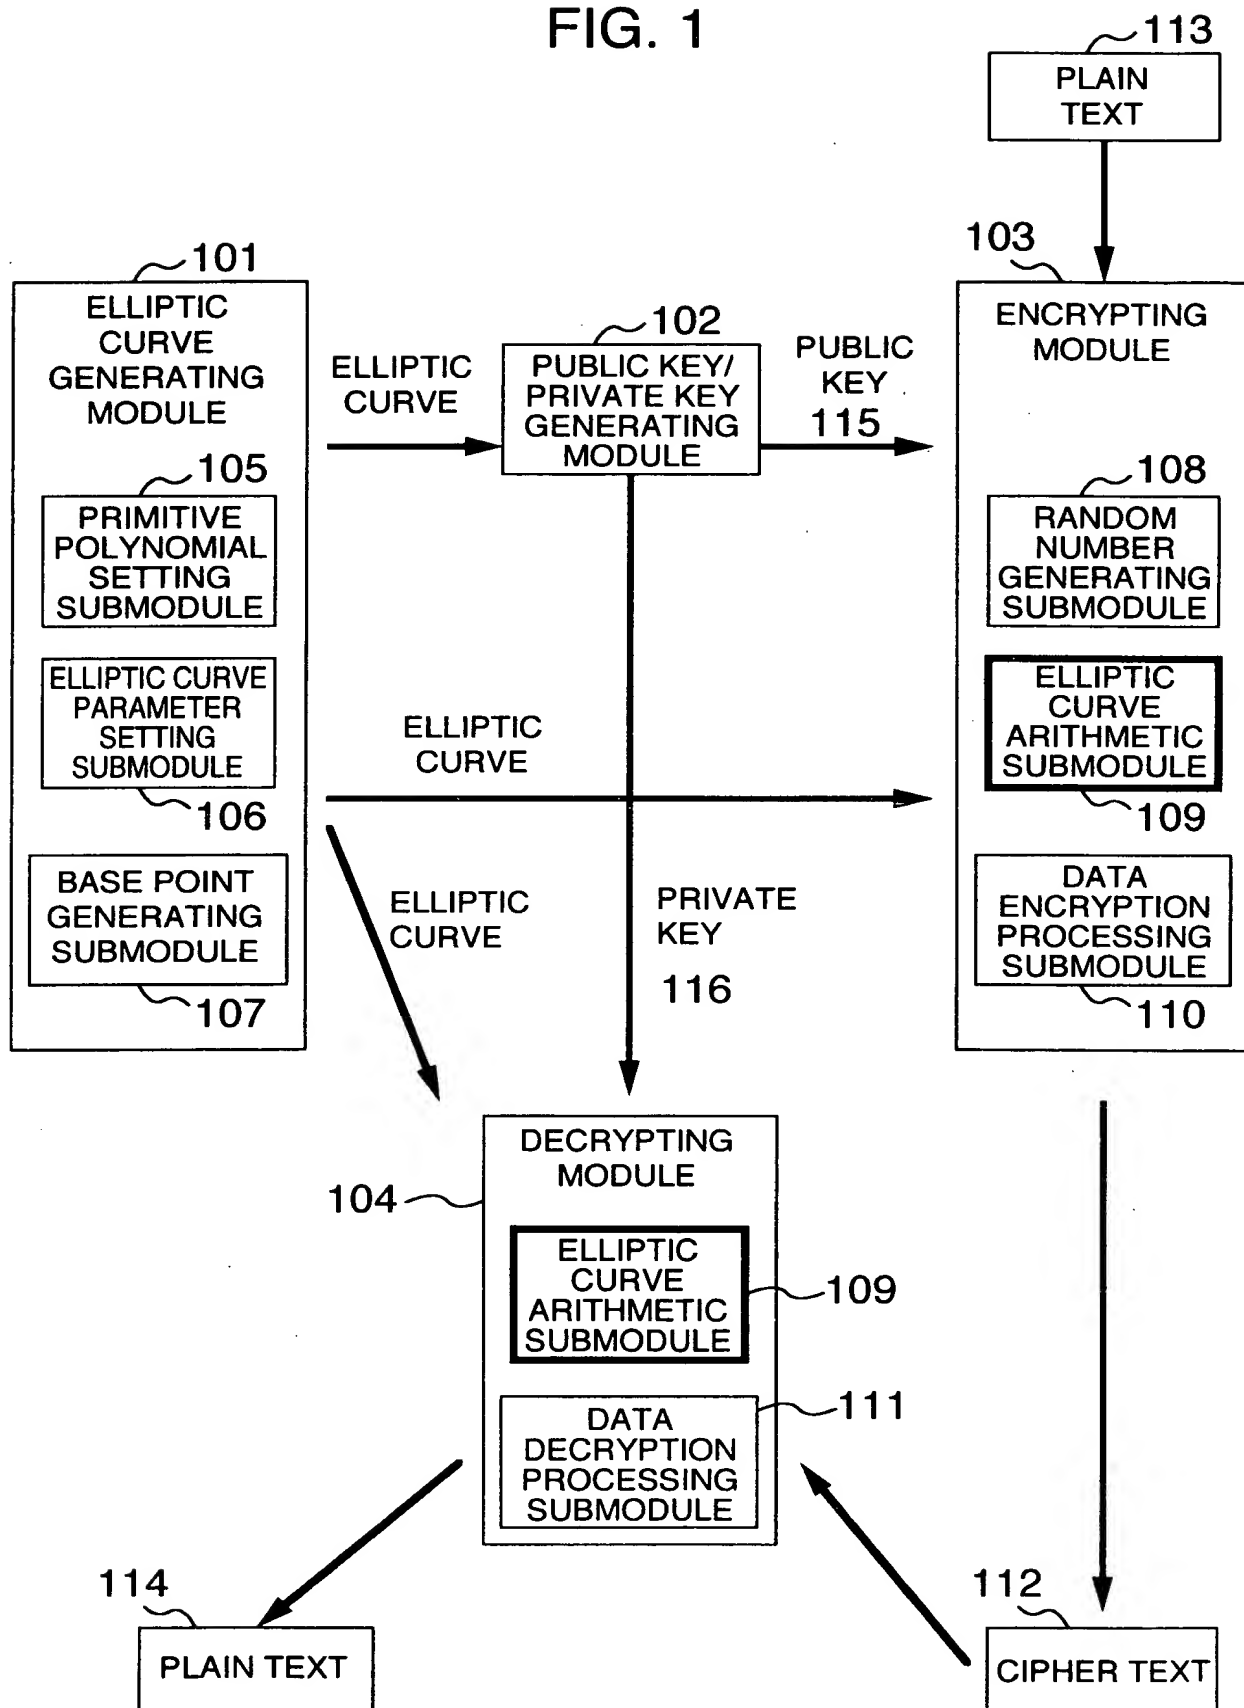 FIG. 1
113
PLAIN
TEXT
101
ELLIPTIC
CURVE
GENERATING
MODULE
105
PRIMITIVE
POLYNOMIAL
SETTING
SUBMODULE
ELLIPTIC CURVE
PARAMETER
SETTING
SUBMODULE
106
BASE POINT
GENERATING
SUBMODULE
107
ELLIPTIC
CURVE
102
PUBLIC KEY/
PRIVATE KEY
GENERATING
MODULE
PUBLIC
KEY
115
103
ENCRYPTING
MODULE
108
RANDOM
NUMBER
GENERATING
SUBMODULE
ELLIPTIC
CURVE
ARITHMETIC
SUBMODULE
109
DATA
ENCRYPTION
PROCESSING
SUBMODULE
110
ELLIPTIC
CURVE
ELLIPTIC
CURVE
PRIVATE
KEY
116
104
DECRYPTING
MODULE
ELLIPTIC
CURVE
ARITHMETIC
SUBMODULE
109
DATA
DECRYPTION
PROCESSING
SUBMODULE
111
114
PLAIN TEXT
112
CIPHER TEXT